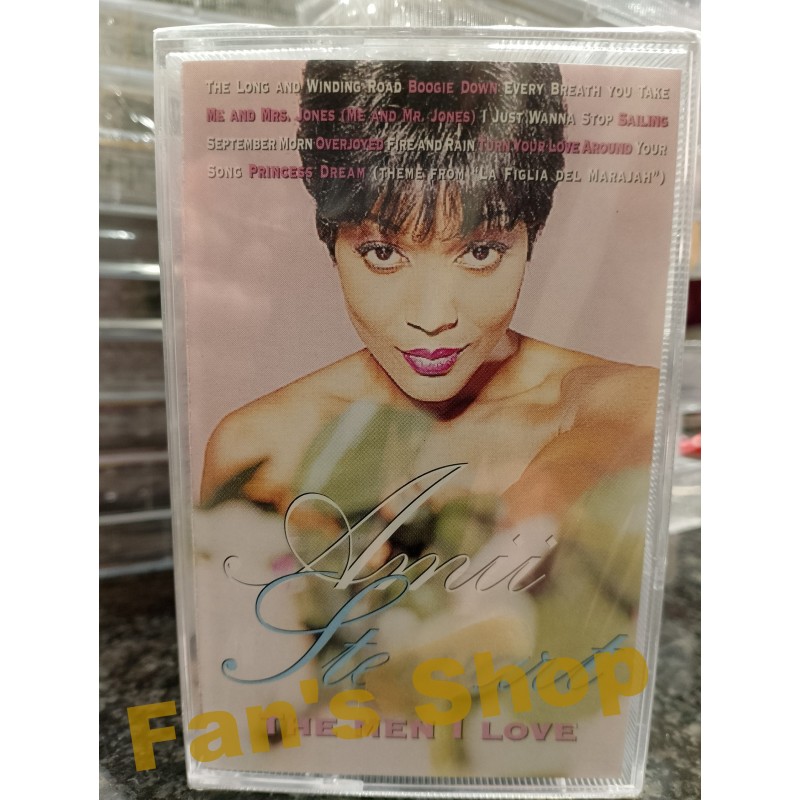 The Long and Winding Road Boogie Down Every Breath You Take
Me and Mrs. Jones (Me and Mr. Jones) I Just Wanna Stop Sailing
September Morn Overjoyed Fire and Rain Turn Your Love Around Your
Song Princess Dream (Theme from "La Figlia del Marajah")
Amii
Stewart
The Men I Love
Fan's Shop